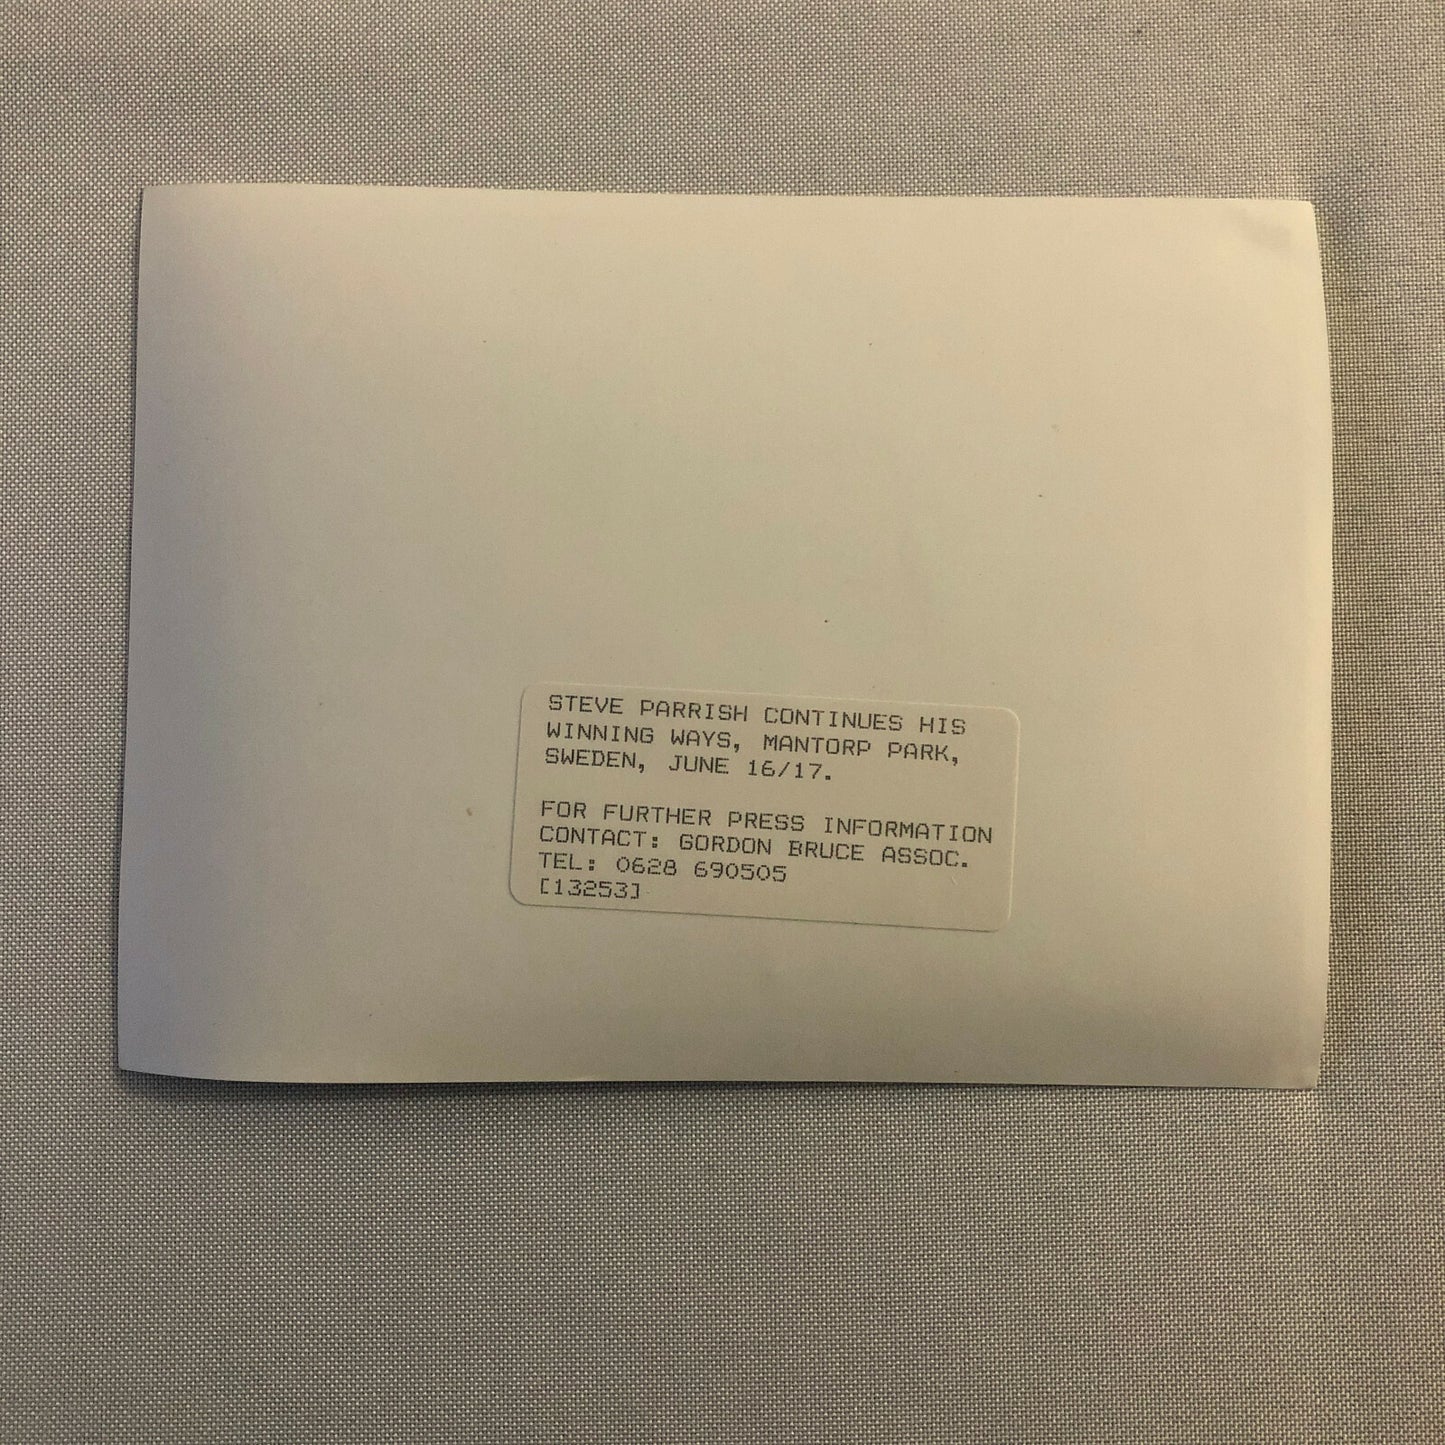 STEVE PARRISH CONTINUES HIS
WINNING WAYS, MANTORP PARK,
SWEDEN, JUNE 16/17.
FOR FURTHER PRESS INFORMATION
CONTACT: GORDON BRUCE ASSOC.
TEL: 0628 690505
[13253]